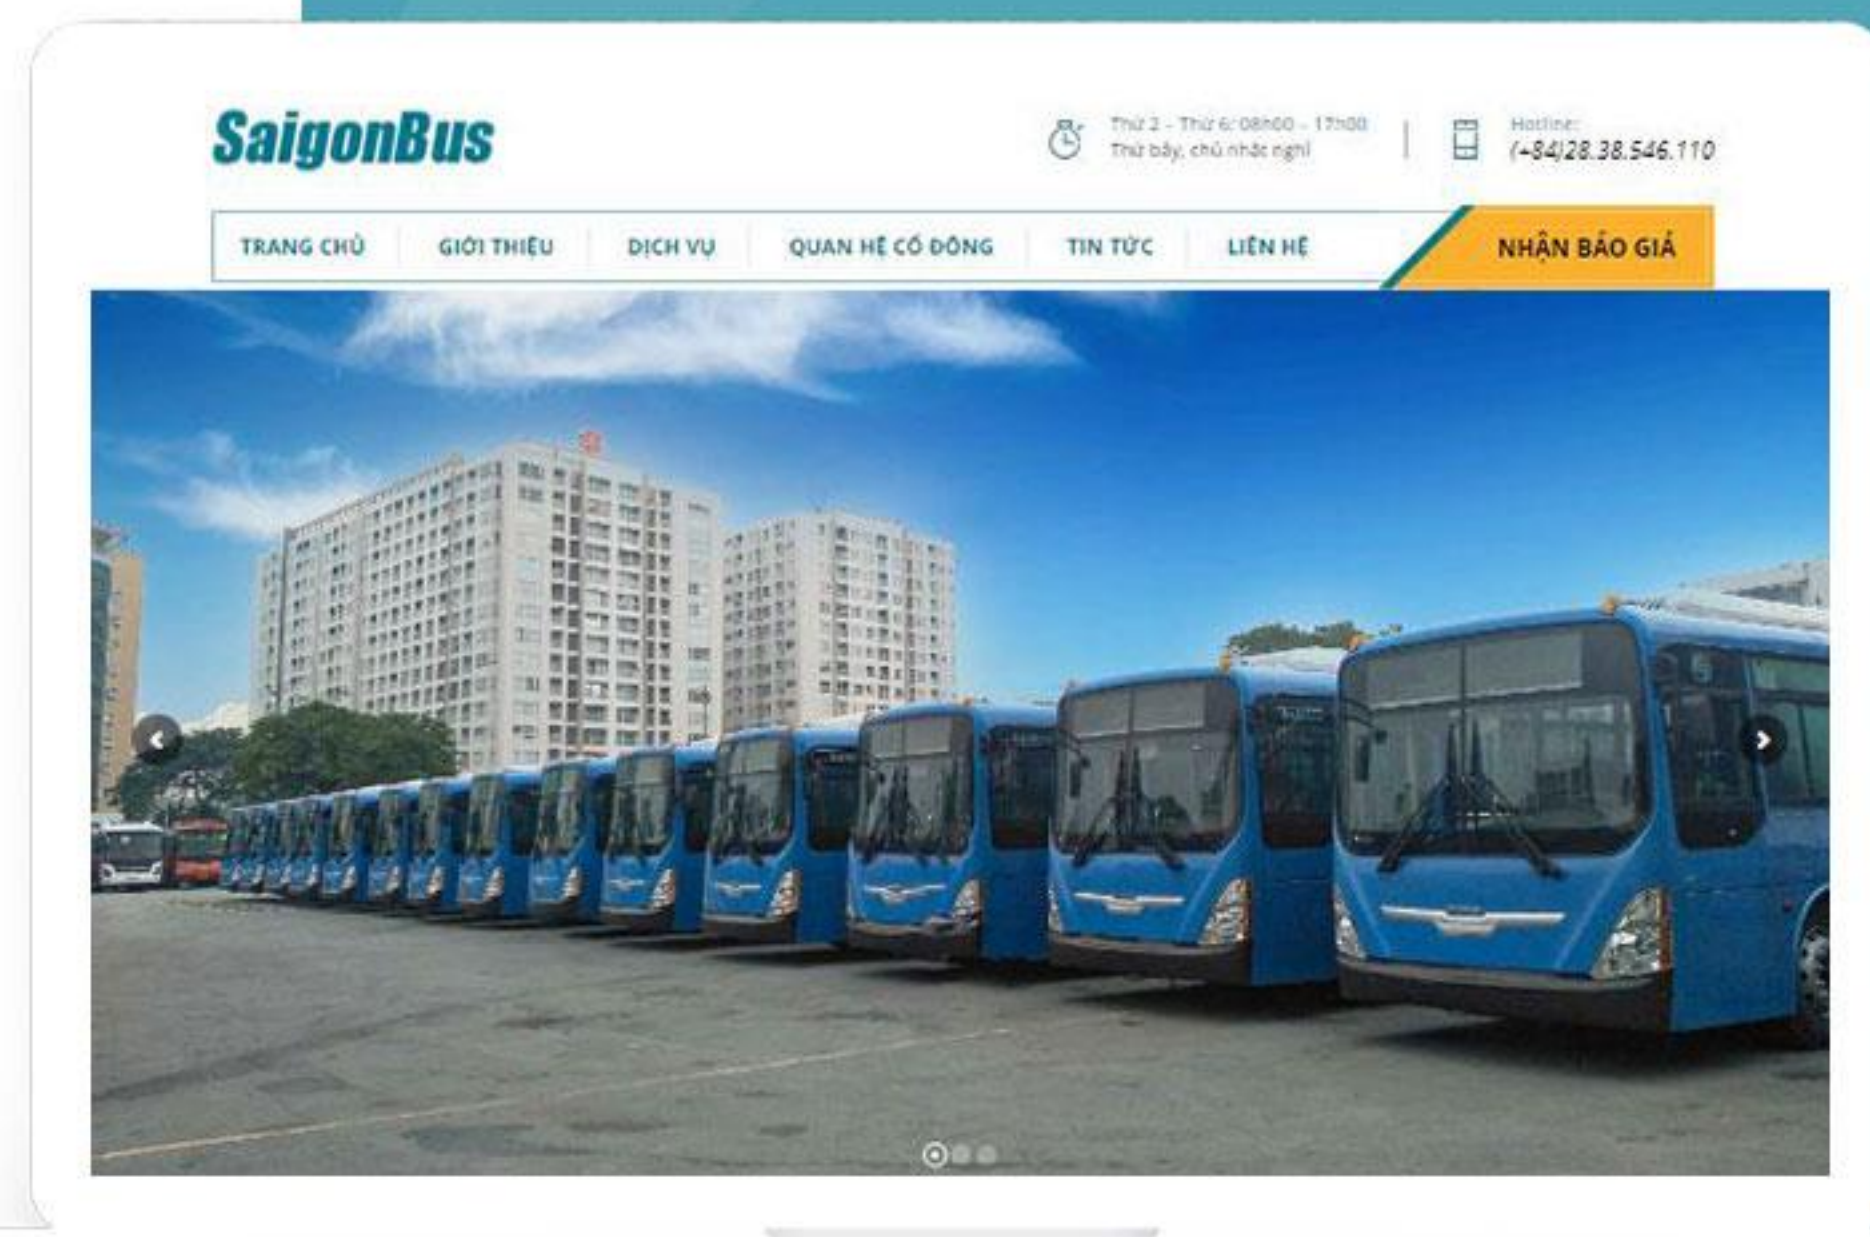 SaigonBus
Thứ 2 - Thứ 6: 08h00 - 17h00
Thứ bảy, chủ nhật nghỉ
Hotline:
(+84)28.38.546.110
TRANG CHỦ
GIỚI THIỆU
DỊCH VỤ
QUAN HỆ CỔ ĐÔNG
TIN TỨC
LIÊN HỆ
NHẬN BÁO GIÁ